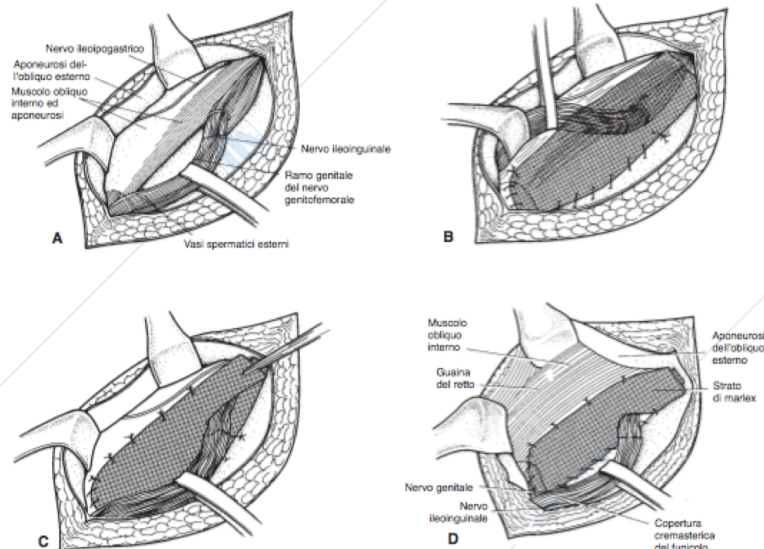 Nervo ileoipogastrico
Aponeurosi del-
l'obliquo esterno
Muscolo obliquo
interno ed
aponeurosi
Nervo ileoinguinale
Ramo genitale
del nervo
genitofemorale
Vasi spermatici esterni
A
B
C
Muscolo
obliquo
interno
Guaina
del retto
Aponeurosi
dell'obliquo
esterno
Strato
di marlex
Nervo genitale
Nervo
ileoinguinale
Copertura
cremasterica
del funicolo
D